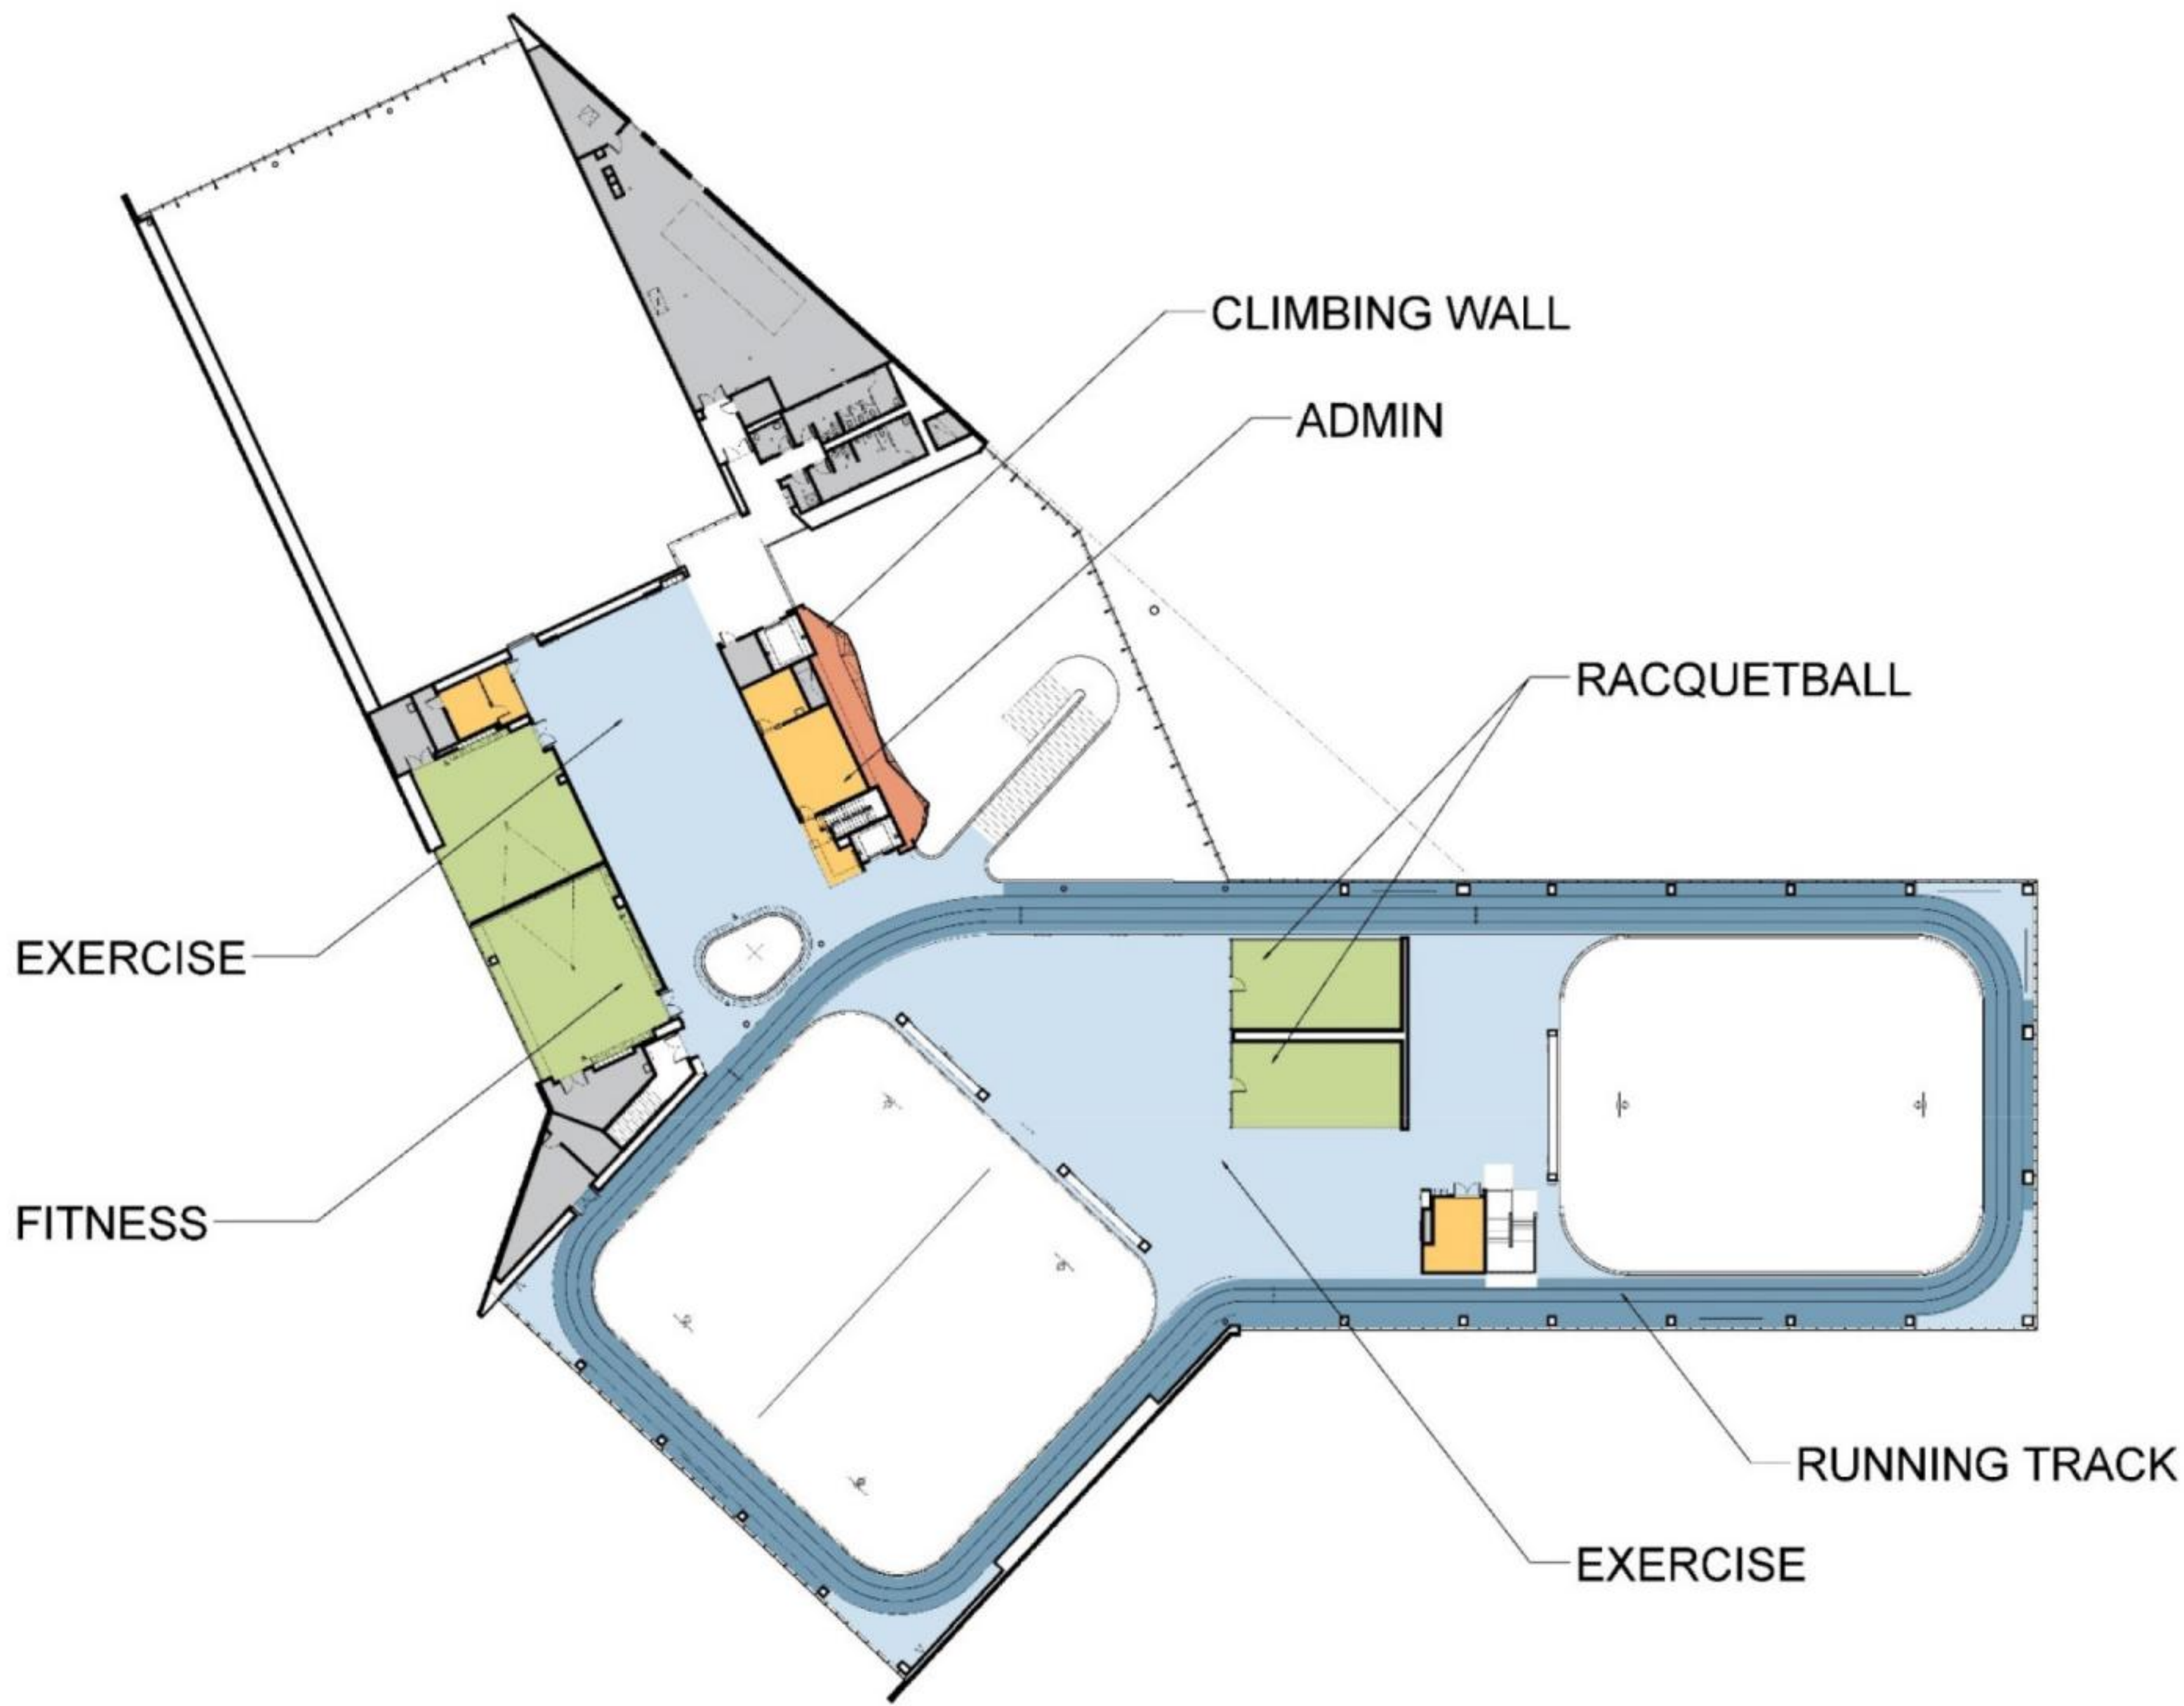 CLIMBING WALL
ADMIN
RACQUETBALL
EXERCISE
FITNESS
RUNNING TRACK
EXERCISE